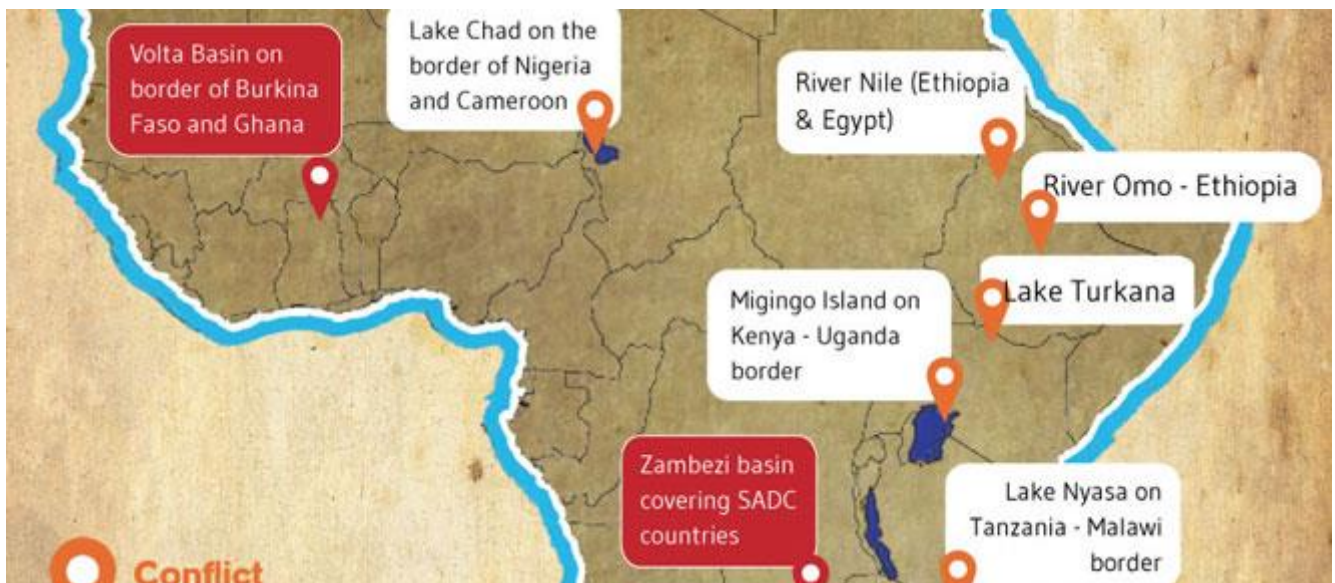 Volta Basin on
border of Burkina
Faso and Ghana
Lake Chad on the
border of Nigeria
and Cameroon
River Nile (Ethiopia
& Egypt)
River Omo - Ethiopia
Lake Turkana
Migingo Island on
Kenya - Uganda
border
Zambezi basin
covering SADC
countries
Lake Nyasa on
Tanzania - Malawi
border
Conflict